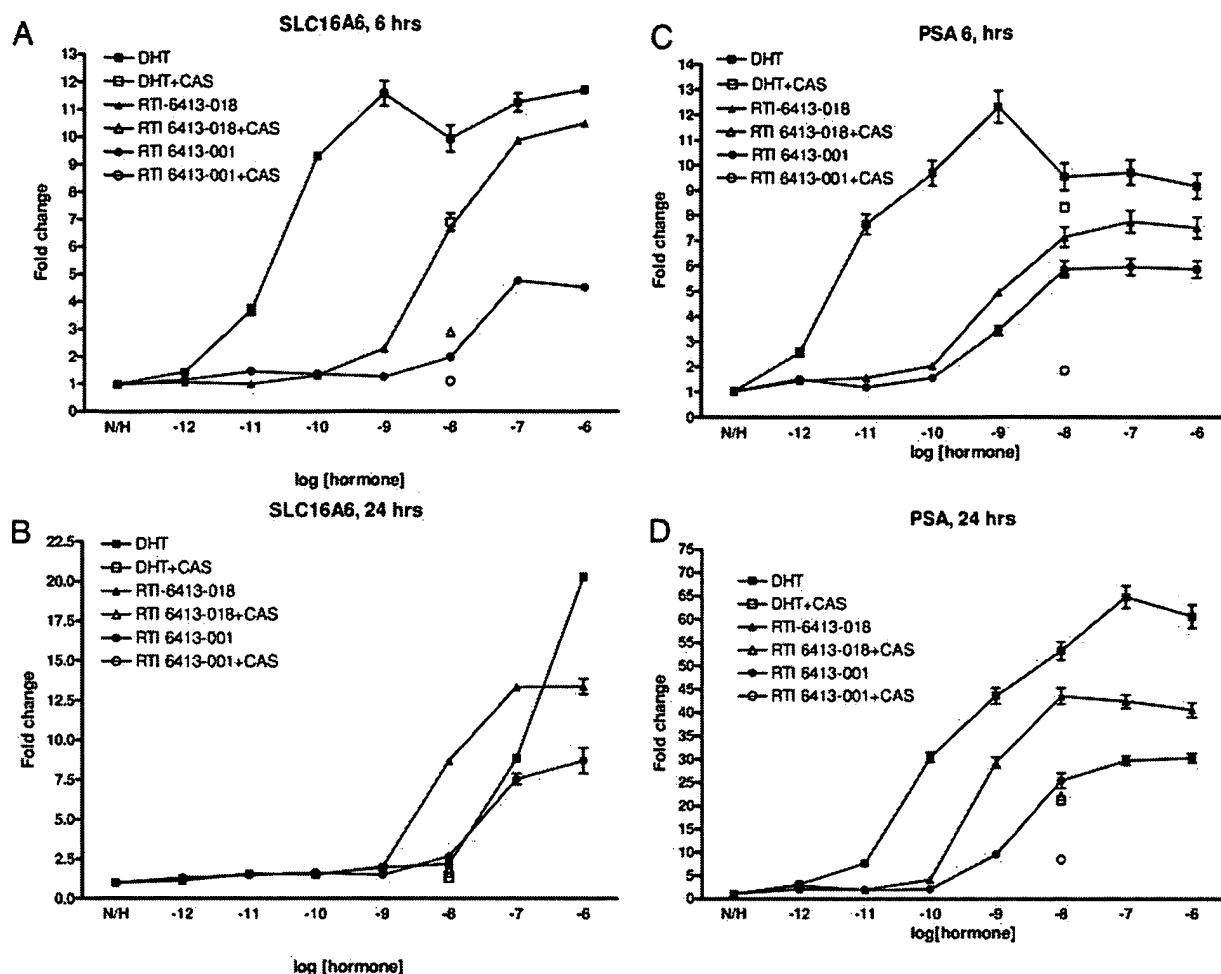 A
SLC16A6, 6 hrs
DHT
DHT+CAS
RTI-6413-018
RTI 6413-018+CAS
RTI 6413-001
RTI 6413-001+CAS
Fold change
13
12
11
10
9
8
7
6
5
4
3
2
1
0
N/H -12 -11 -10 -9 -8 -7 -6
log [hormone]
B
SLC16A6, 24 hrs
DHT
DHT+CAS
RTI-6413-018
RTI 6413-018+CAS
RTI 6413-001
RTI 6413-001+CAS
Fold change
22.5
20.0
17.5
15.0
12.5
10.0
7.5
5.0
2.5
0.0
N/H -12 -11 -10 -9 -8 -7 -6
log [hormone]
C
PSA 6, hrs
DHT
DHT+CAS
RTI-6413-018
RTI 6413-018+CAS
RTI 6413-001
RTI 6413-001+CAS
Fold change
14
13
12
11
10
9
8
7
6
5
4
3
2
1
0
N/H -12 -11 -10 -9 -8 -7 -6
log [hormone]
D
PSA, 24 hrs
DHT
DHT+CAS
RTI-6413-018
RTI 6413-018+CAS
RTI 6413-001
RTI 6413-001+CAS
Fold change
75
70
65
60
55
50
45
40
35
30
25
20
15
10
5
0
N/H -12 -11 -10 -9 -8 -7 -6
log[hormone]